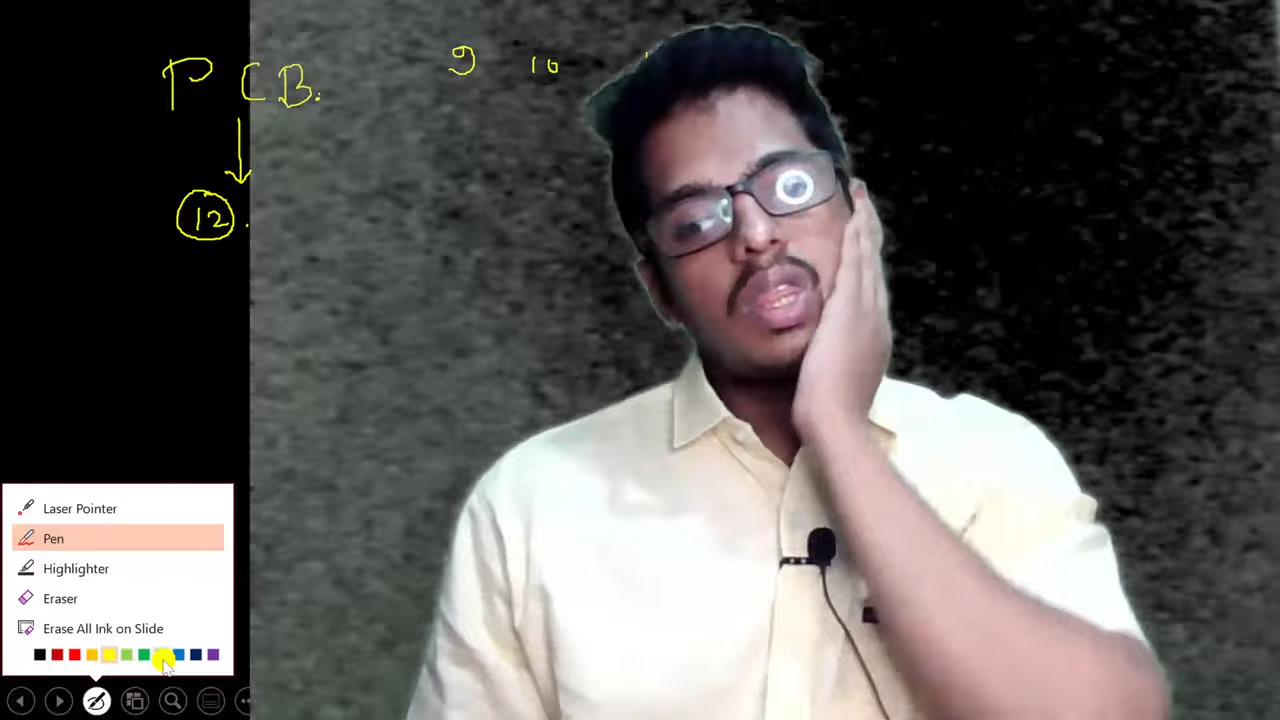 P C B. 9 10
12.
Laser Pointer
Pen
Highlighter
Eraser
Erase All Ink on Slide